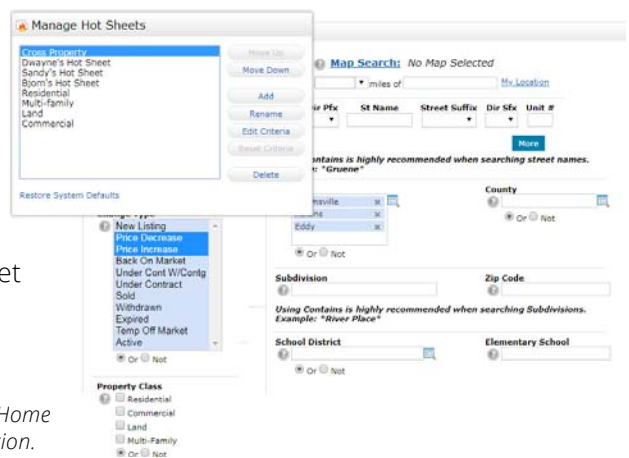 Manage Hot Sheets
Cross Property
Dwayne's Hot Sheet
Sandy's Hot Sheet
Bjorn's Hot Sheet
Residential
Multi-family
Land
Commercial
Move Up
Move Down
Add
Rename
Edit Criteria
Reset Criteria
Delete
Restore System Defaults
Map Search: No Map Selected
miles of
My Location
Dir Pfx St Name Street Suffix Dir Sfx Unit #
More
Contains is highly recommended when searching street names.
"Gruene"
County
Or Not
Eddy
Or Not
Change Type
New Listing
Price Decrease
Price Increase
Back On Market
Under Cont W/Contg
Under Contract
Sold
Withdrawn
Expired
Temp Off Market
Active
Or Not
Subdivision
Zip Code
Using Contains is highly recommended when searching Subdivisions.
Example: "River Place"
School District
Elementary School
Or Not
Property Class
Residential
Commercial
Land
Multi-Family
Or Not
et
Home
tion.